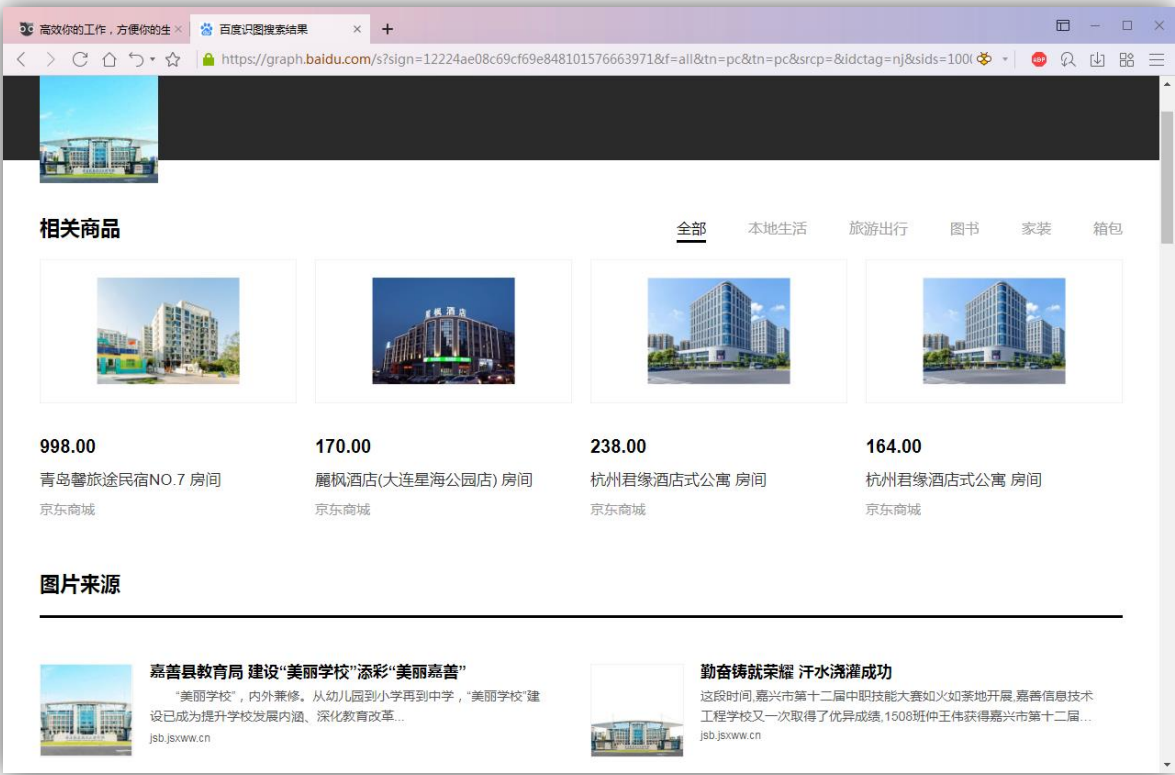 高效你的工作，方便你的生
百度识图搜索结果
https://graph.baidu.com/s?sign=12224ae08c69cf69e848101576663971&f=all&tn=pc&tn=pc&srcp=&idctag=nj&sids=100
ABP
相关商品
全部 本地生活 旅游出行 图书 家装 箱包
麗枫酒店
998.00 170.00 238.00 164.00
青岛馨旅途民宿NO.7 房间 麗枫酒店(大连星海公园店) 房间 杭州君缘酒店式公寓 房间 杭州君缘酒店式公寓 房间
京东商城 京东商城 京东商城 京东商城
图片来源
嘉善县教育局 建设“美丽学校”添彩“美丽嘉善”
“美丽学校”，内外兼修。从幼儿园到小学再到中学，“美丽学校”建
设已成为提升学校发展内涵、深化教育改革...
jsb.jsxww.cn
勤奋铸就荣耀 汗水浇灌成功
这段时间,嘉兴市第十二届中职技能大赛如火如荼地开展,嘉善信息技术
工程学校又一次取得了优异成绩,1508班仲王伟获得嘉兴市第十二届...
jsb.jsxww.cn